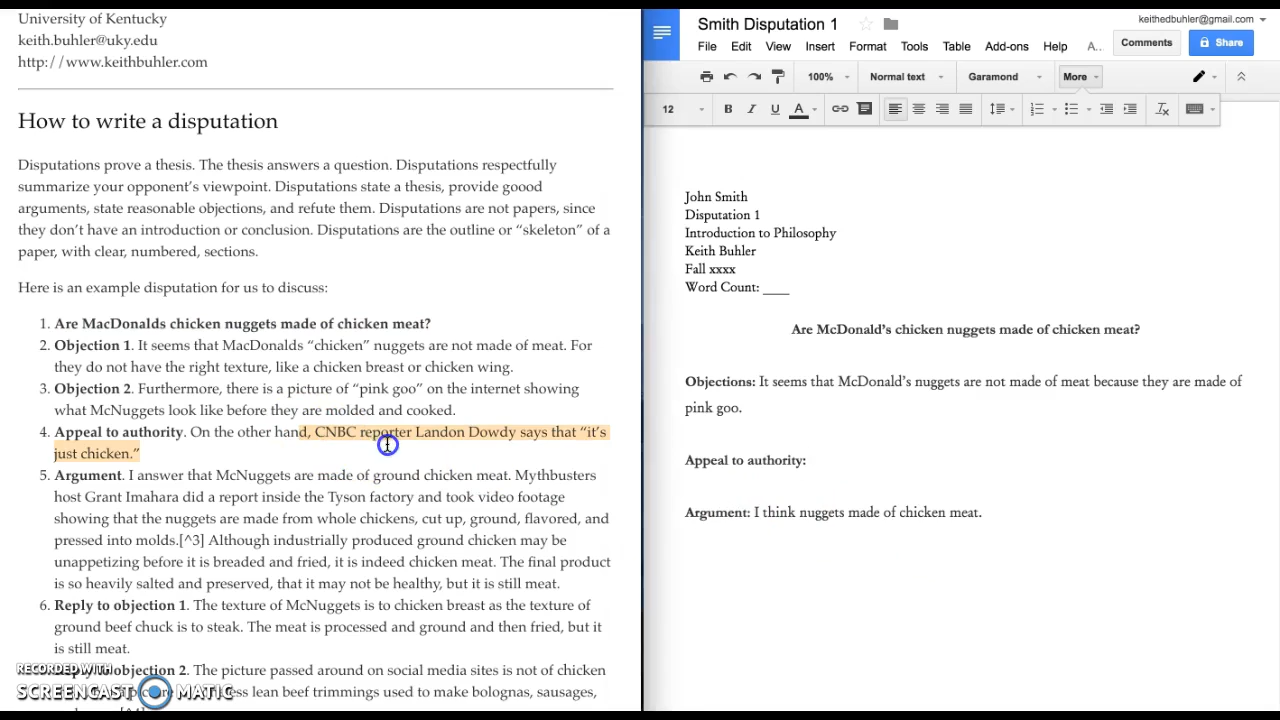 University of Kentucky
keith.buhler@uky.edu
http://www.keithbuhler.com
How to write a disputation
Disputations prove a thesis. The thesis answers a question. Disputations respectfully
summarize your opponent's viewpoint. Disputations state a thesis, provide goood
arguments, state reasonable objections, and refute them. Disputations are not papers, since
they don't have an introduction or conclusion. Disputations are the outline or “skeleton” of a
paper, with clear, numbered, sections.
Here is an example disputation for us to discuss:
1. Are MacDonalds chicken nuggets made of chicken meat?
2. Objection 1. It seems that MacDonalds “chicken” nuggets are not made of meat. For
they do not have the right texture, like a chicken breast or chicken wing.
3. Objection 2. Furthermore, there is a picture of “pink goo” on the internet showing
what McNuggets look like before they are molded and cooked.
4. Appeal to authority. On the other hand, CNBC reporter Landon Dowdy says that “it's
just chicken.”
5. Argument. I answer that McNuggets are made of ground chicken meat. Mythbusters
host Grant Imahara did a report inside the Tyson factory and took video footage
showing that the nuggets are made from whole chickens, cut up, ground, flavored, and
pressed into molds.[^3] Although industrially produced ground chicken may be
unappetizing before it is breaded and fried, it is indeed chicken meat. The final product
is so heavily salted and preserved, that it may not be healthy, but it is still meat.
6. Reply to objection 1. The texture of McNuggets is to chicken breast as the texture of
ground beef chuck is to steak. The meat is processed and ground and then fried, but it
is still meat.
objection 2. The picture passed around on social media sites is not of chicken
lean beef trimmings used to make bolognas, sausages,
RECORDED WITH
SCREENCAST MATIC
Smith Disputation 1
keithedbuhler@gmail.com
File Edit View Insert Format Tools Table Add-ons Help A...
Comments
Share
100% Normal text Garamond More
12 B I U A
John Smith
Disputation 1
Introduction to Philosophy
Keith Buhler
Fall xxxx
Word Count: ____
Are McDonald's chicken nuggets made of chicken meat?
Objections: It seems that McDonald's nuggets are not made of meat because they are made of
pink goo.
Appeal to authority:
Argument: I think nuggets made of chicken meat.